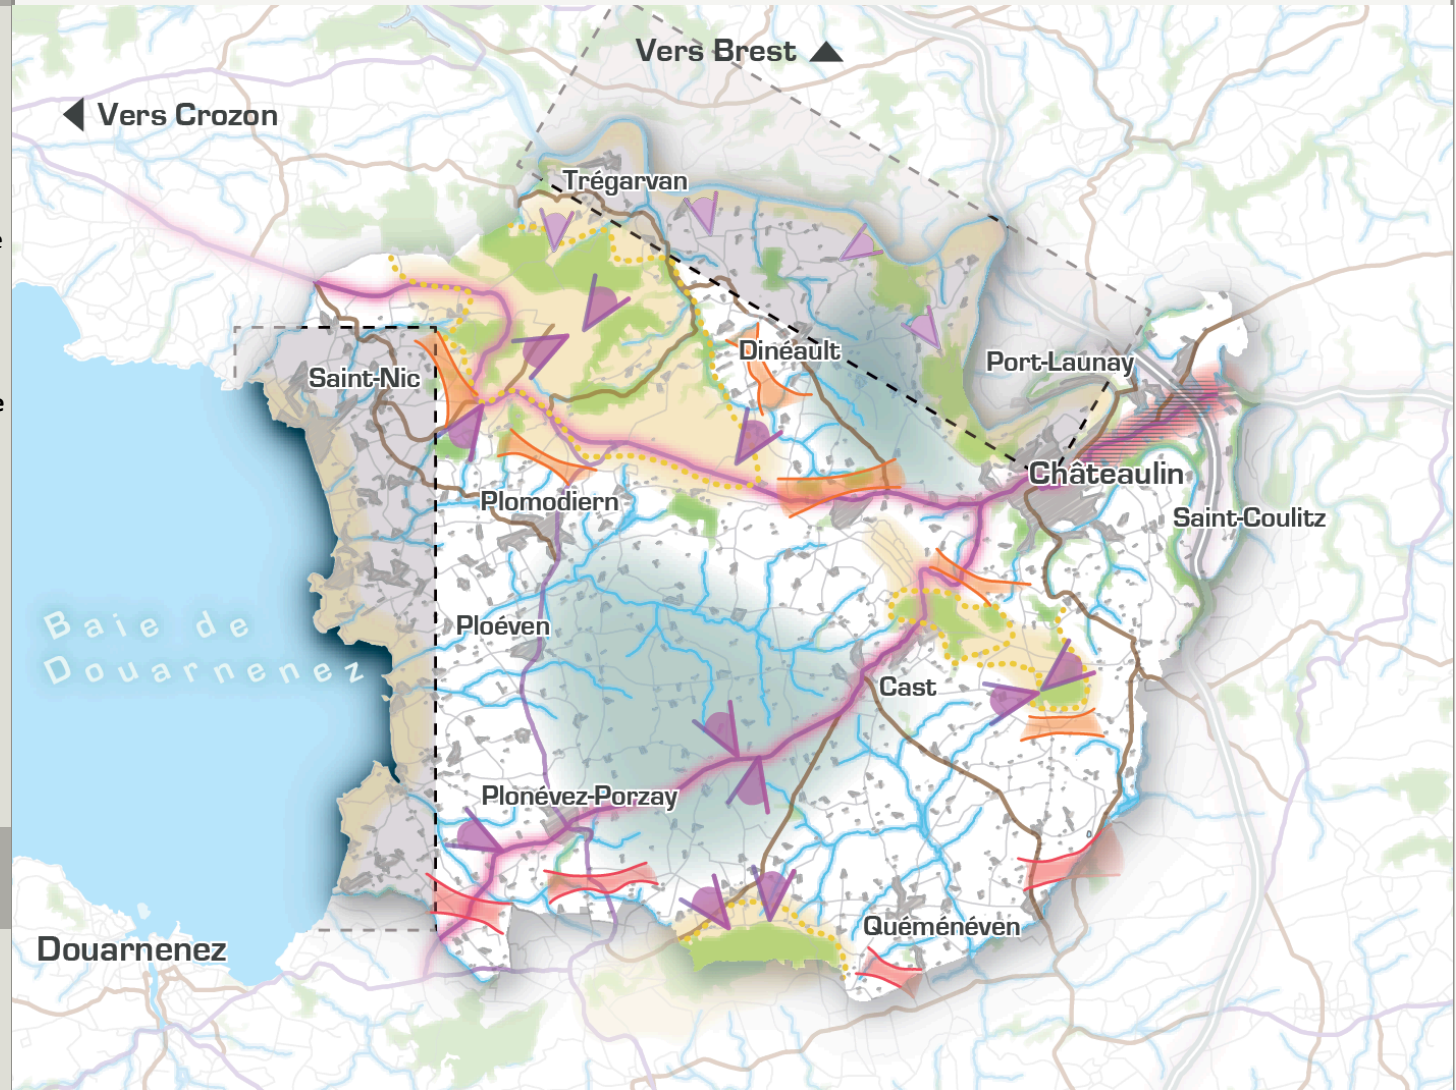 Vers Brest
Vers Crozon
Trégarvan
Dinéault
Port-Launay
Saint-Nic
Châteaulin
Plomodiern
Saint-Coulitz
Ploéven
Baie de
Douarnenez
Cast
Plonévez-Porzay
Quéménéven
Douarnenez